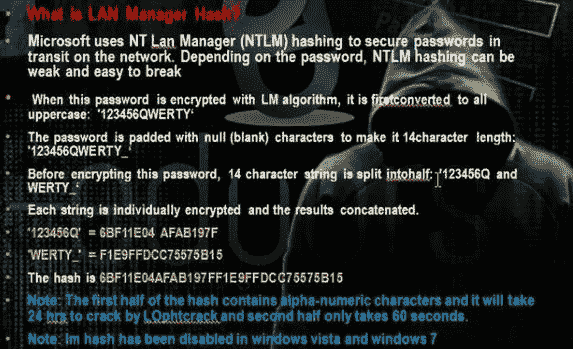 What is LAN Manager Hash?
Microsoft uses NT Lan Manager (NTLM) hashing to secure passwords in
transit on the network. Depending on the password, NTLM hashing can be
weak and easy to break
When this password is encrypted with LM algorithm, it is firstconverted to all
uppercase: '123456QWERTY'
The password is padded with null (blank) characters to make it 14character length:
'123456QWERTY_'
Before encrypting this password, 14 character string is split intohalf: '123456Q and
WERTY_'
Each string is individually encrypted and the results concatenated.
'123456Q' = 6BF11E04 AFAB197F
'WERTY_' = F1E9FFDCC75575B15
The hash is 6BF11E04AFAB197FF1E9FFDCC75575B15
Note: The first half of the hash contains alpha-numeric characters and it will take
24 hrs to crack by LOphtcrack and second half only takes 60 seconds.
Note: lm hash has been disabled in windows vista and windows 7